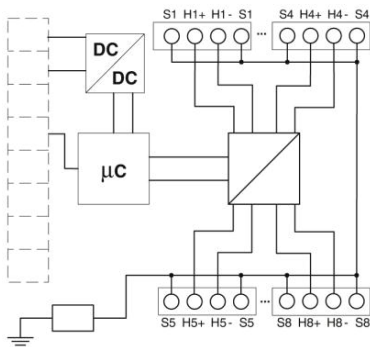 S1 H1+ H1- S1 ... S4 H4+ H4- S4
DC
DC
µC
S5 H5+ H5- S5 ... S8 H8+ H8- S8